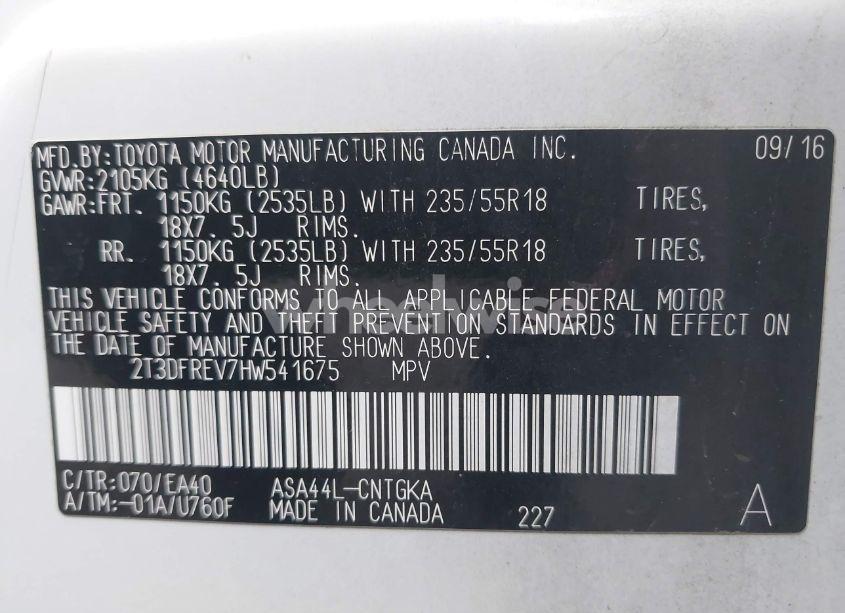 MFD.BY:TOYOTA MOTOR MANUFACTURING CANADA INC. 09/16
GVWR:2105KG (4640LB)
GAWR:FRT. 1150KG (2535LB) WITH 235/55R18 TIRES,
18X7. 5J RIMS.
RR. 1150KG (2535LB) WITH 235/55R18 TIRES,
18X7. 5J RIMS.
THIS VEHICLE CONFORMS TO ALL APPLICABLE FEDERAL MOTOR
VEHICLE SAFETY AND THEFT PREVENTION STANDARDS IN EFFECT ON
THE DATE OF MANUFACTURE SHOWN ABOVE.
2T3DFREV7HW541675 MPV
C/TR:070/EA40 ASA44L-CNTGKA
A/TM:-01A/U760F MADE IN CANADA 227 A
wheelwise